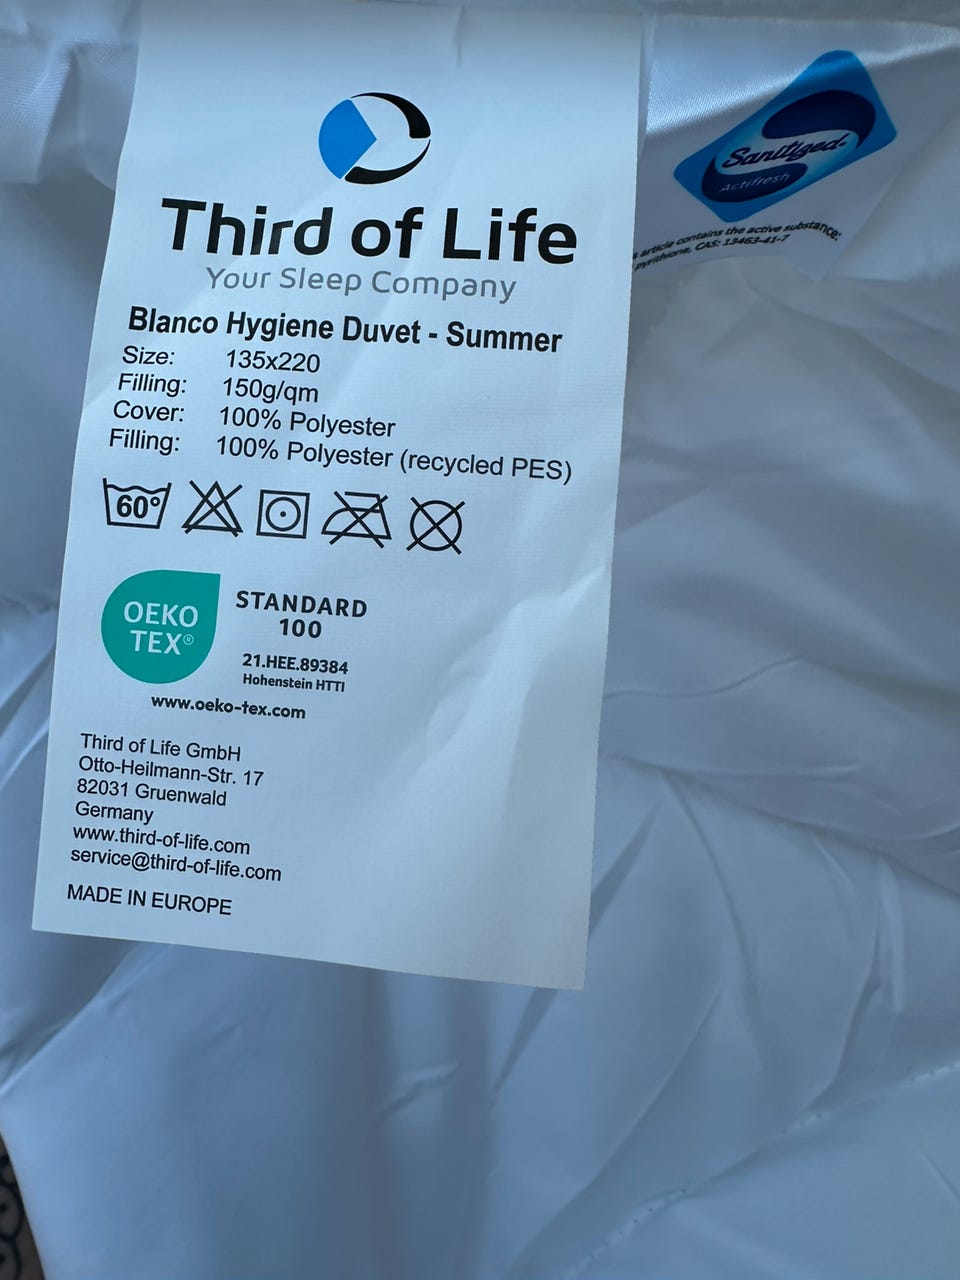 Third of Life
Your Sleep Company
Blanco Hygiene Duvet - Summer
Size: 135x220
Filling: 150g/qm
Cover: 100% Polyester
Filling: 100% Polyester (recycled PES)
60°
OEKO
TEX®
STANDARD
100
21.HEE.89384
Hohenstein HTTI
www.oeko-tex.com
Third of Life GmbH
Otto-Heilmann-Str. 17
82031 Gruenwald
Germany
www.third-of-life.com
service@third-of-life.com
MADE IN EUROPE
Sanitized®
Actifresh
article contains the active substance:
pyrithione, CAS: 13463-41-7